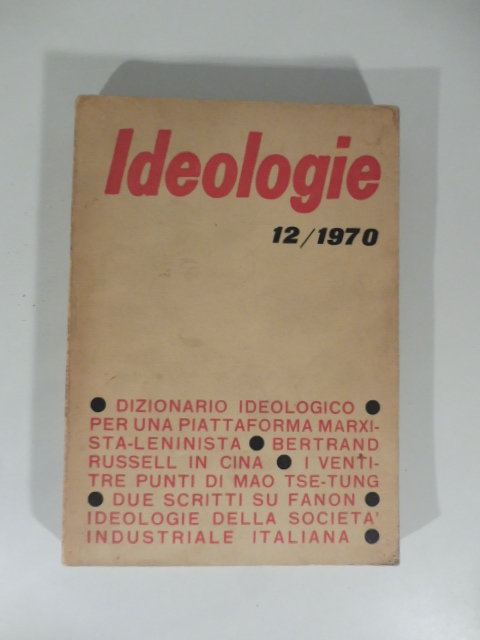 Ideologie
12/1970
● DIZIONARIO IDEOLOGICO ●
PER UNA PIATTAFORMA MARXI-
STA-LENINISTA ● BERTRAND
RUSSELL IN CINA ● I VENTI-
TRE PUNTI DI MAO TSE-TUNG
● DUE SCRITTI SU FANON ●
IDEOLOGIE DELLA SOCIETA'
INDUSTRIALE ITALIANA ●